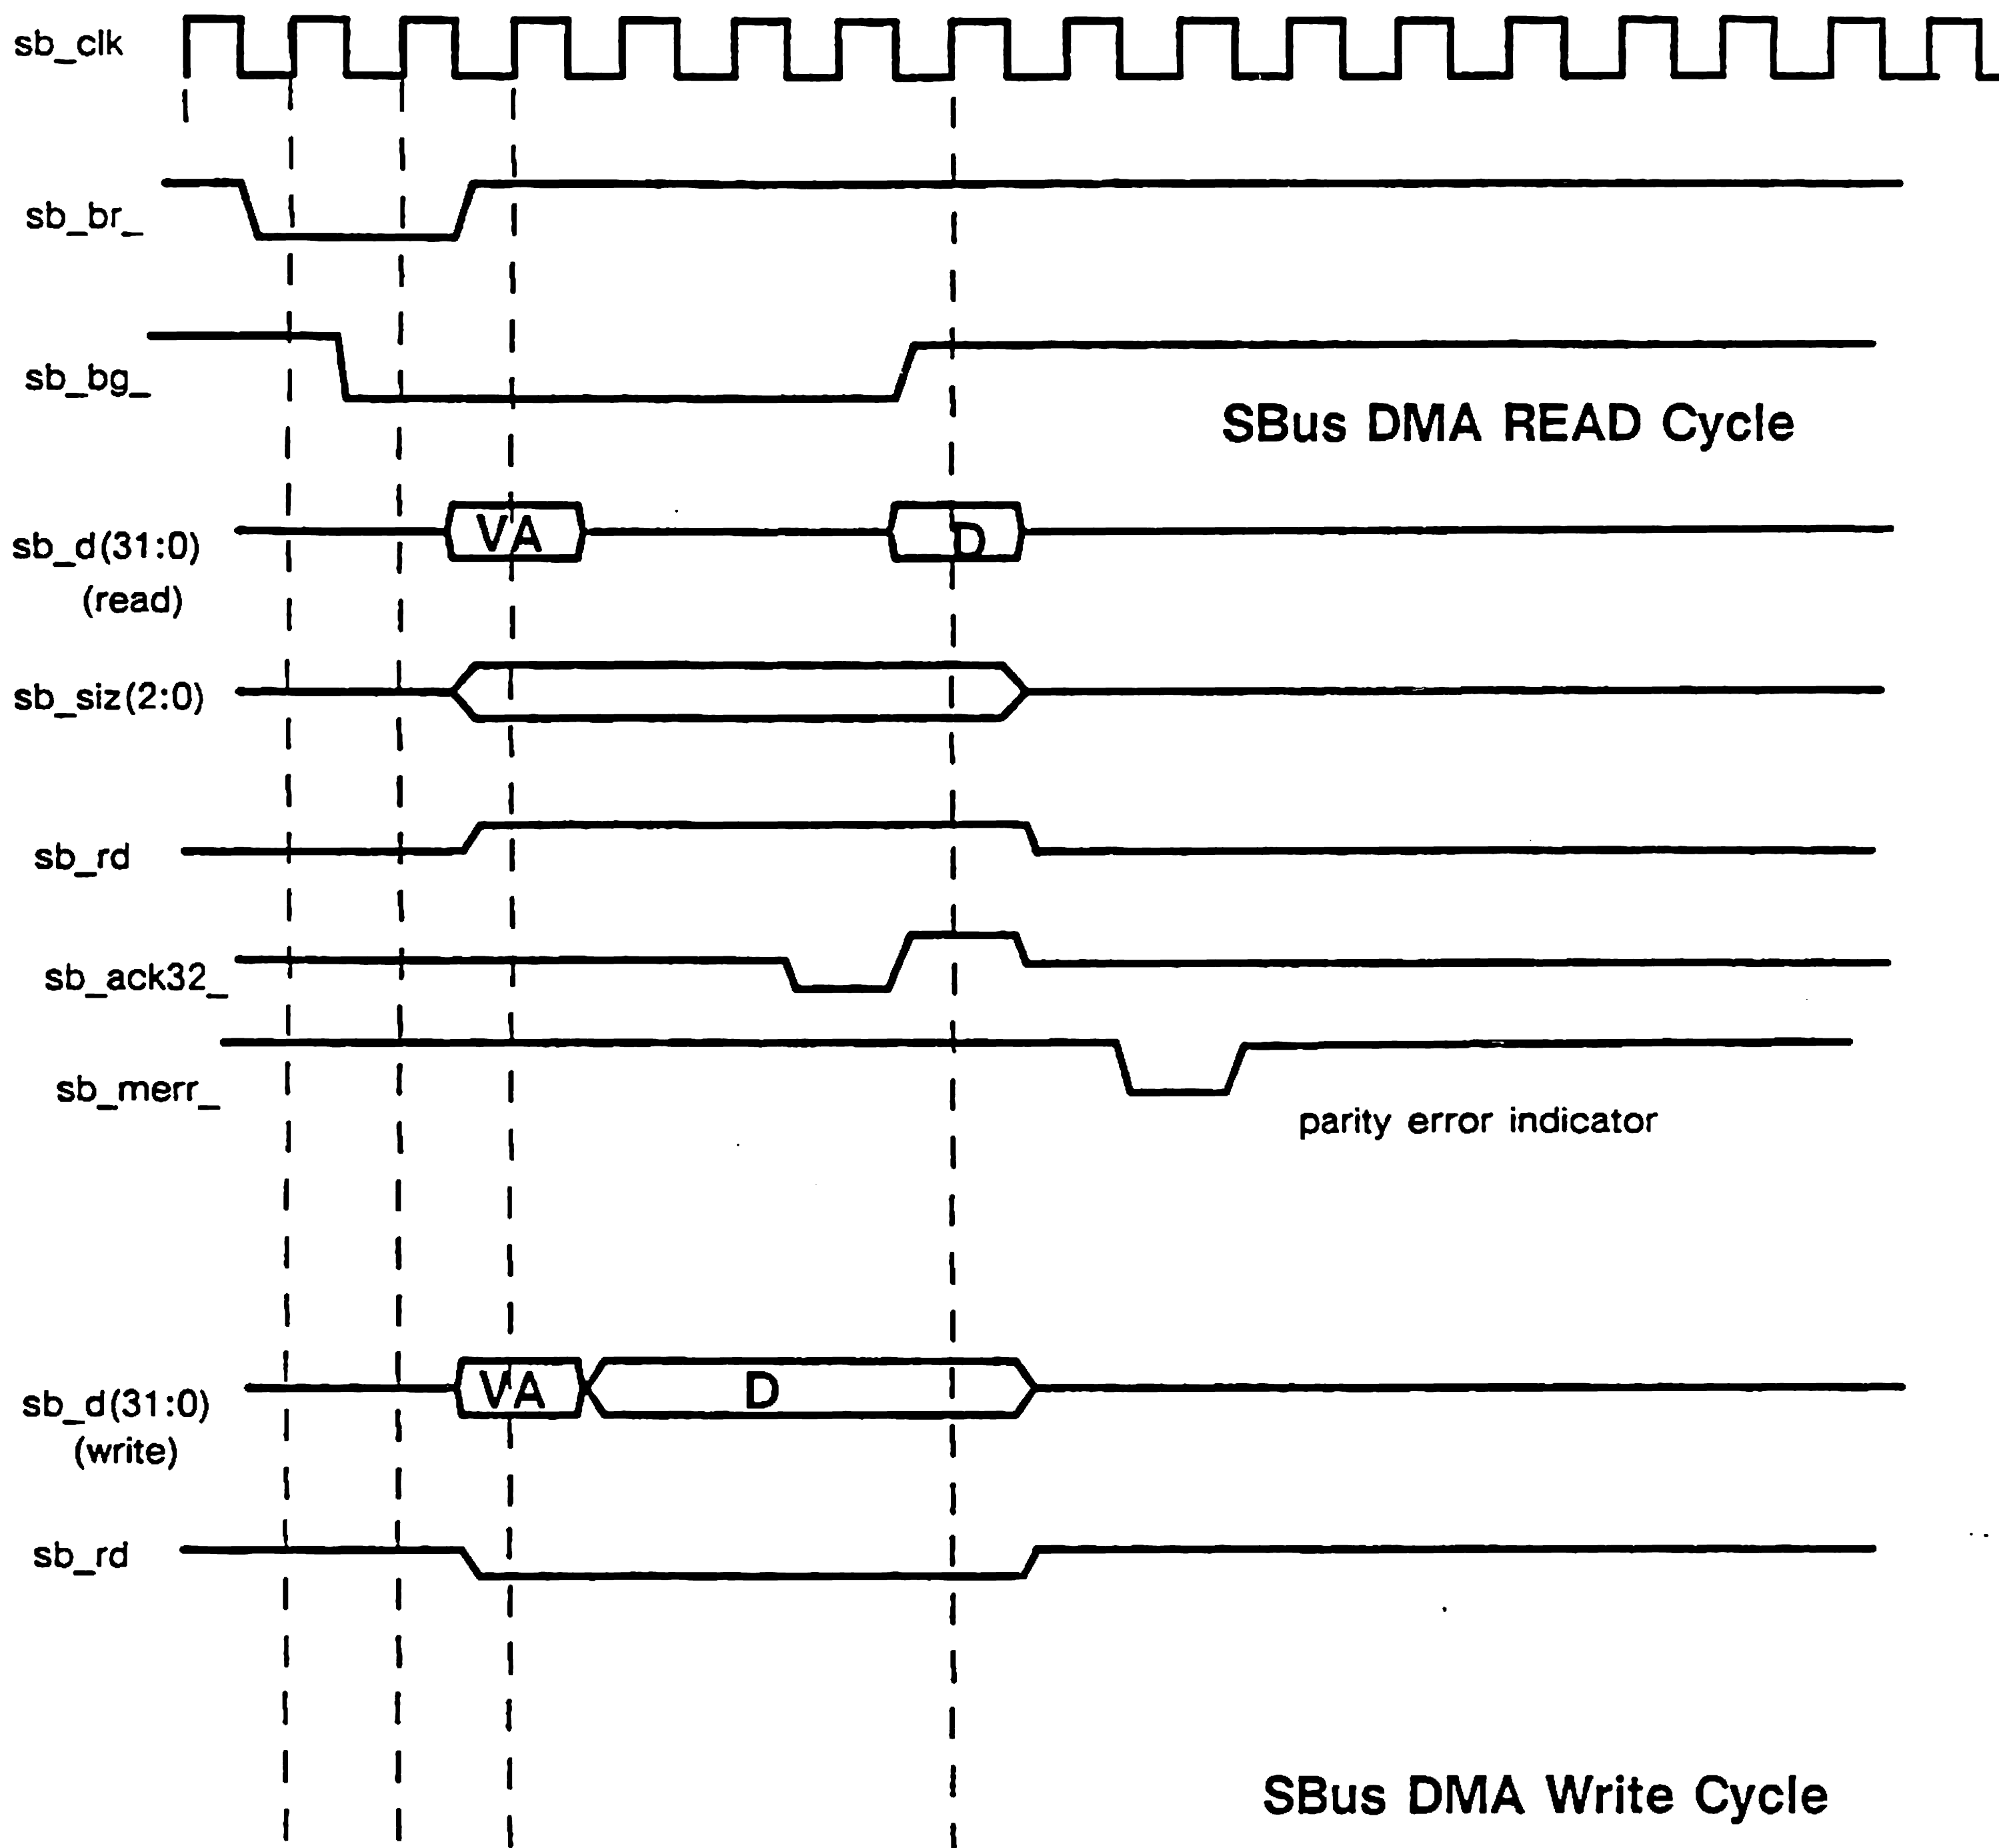 sb_clk
sb_br_
sb_bg_
SBus DMA READ Cycle
VA
D
sb_d(31:0)
(read)
sb_siz(2:0)
sb_rd
sb_ack32_
sb_merr_
parity error indicator
VA
D
sb_d(31:0)
(write)
sb_rd
SBus DMA Write Cycle